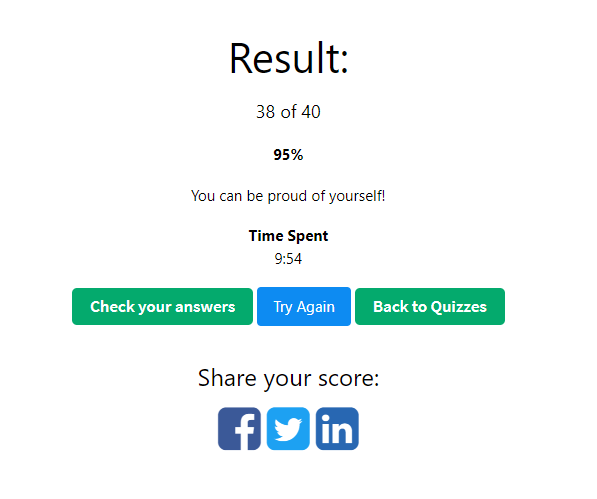 Result:
38 of 40
95%
You can be proud of yourself!
Time Spent
9:54
Check your answers Try Again Back to Quizzes
Share your score:
f in